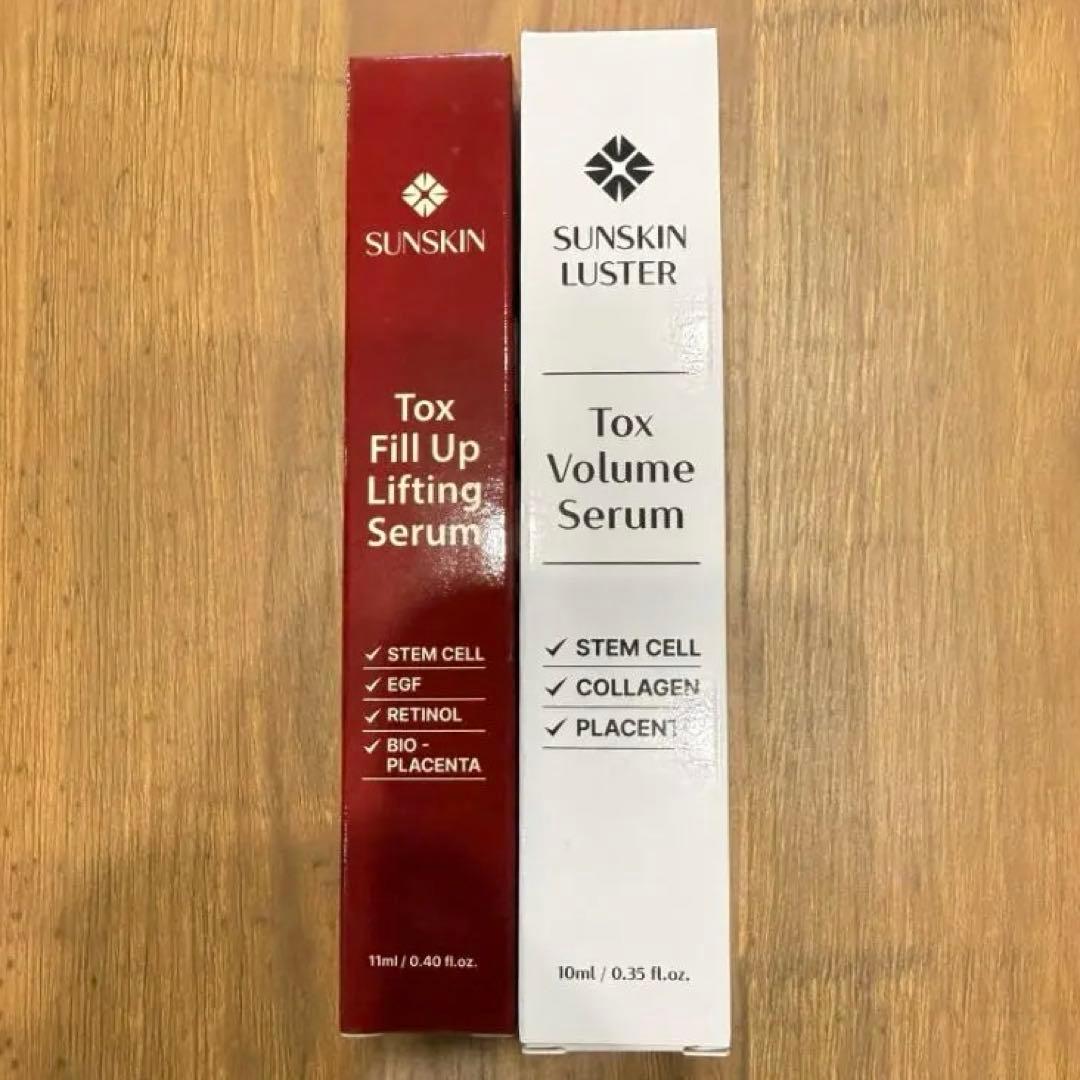 SUNSKIN
Tox
Fill Up
Lifting
Serum
✓ STEM CELL
✓ EGF
✓ RETINOL
✓ BIO -
PLACENTA
11ml / 0.40 fl.oz.
SUNSKIN
LUSTER
Tox
Volume
Serum
✓ STEM CELL
✓ COLLAGEN
✓
10ml / 0.35 fl.oz.